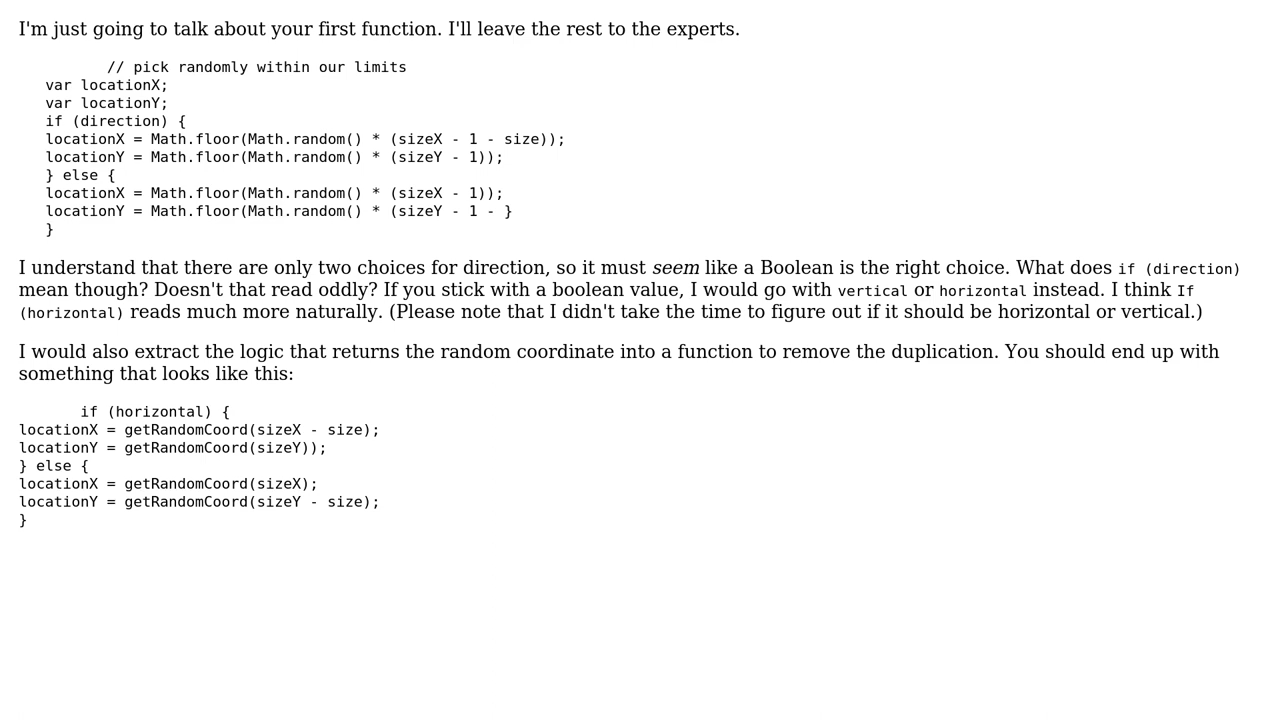 I'm just going to talk about your first function. I'll leave the rest to the experts.
// pick randomly within our limits
var locationX;
var locationY;
if (direction) {
locationX = Math.floor(Math.random() * (sizeX - 1 - size));
locationY = Math.floor(Math.random() * (sizeY - 1));
} else {
locationX = Math.floor(Math.random() * (sizeX - 1));
locationY = Math.floor(Math.random() * (sizeY - 1 - }
}
I understand that there are only two choices for direction, so it must seem like a Boolean is the right choice. What does if (direction)
mean though? Doesn't that read oddly? If you stick with a boolean value, I would go with vertical or horizontal instead. I think If
(horizontal) reads much more naturally. (Please note that I didn't take the time to figure out if it should be horizontal or vertical.)
I would also extract the logic that returns the random coordinate into a function to remove the duplication. You should end up with
something that looks like this:
if (horizontal) {
locationX = getRandomCoord(sizeX - size);
locationY = getRandomCoord(sizeY));
} else {
locationX = getRandomCoord(sizeX);
locationY = getRandomCoord(sizeY - size);
}